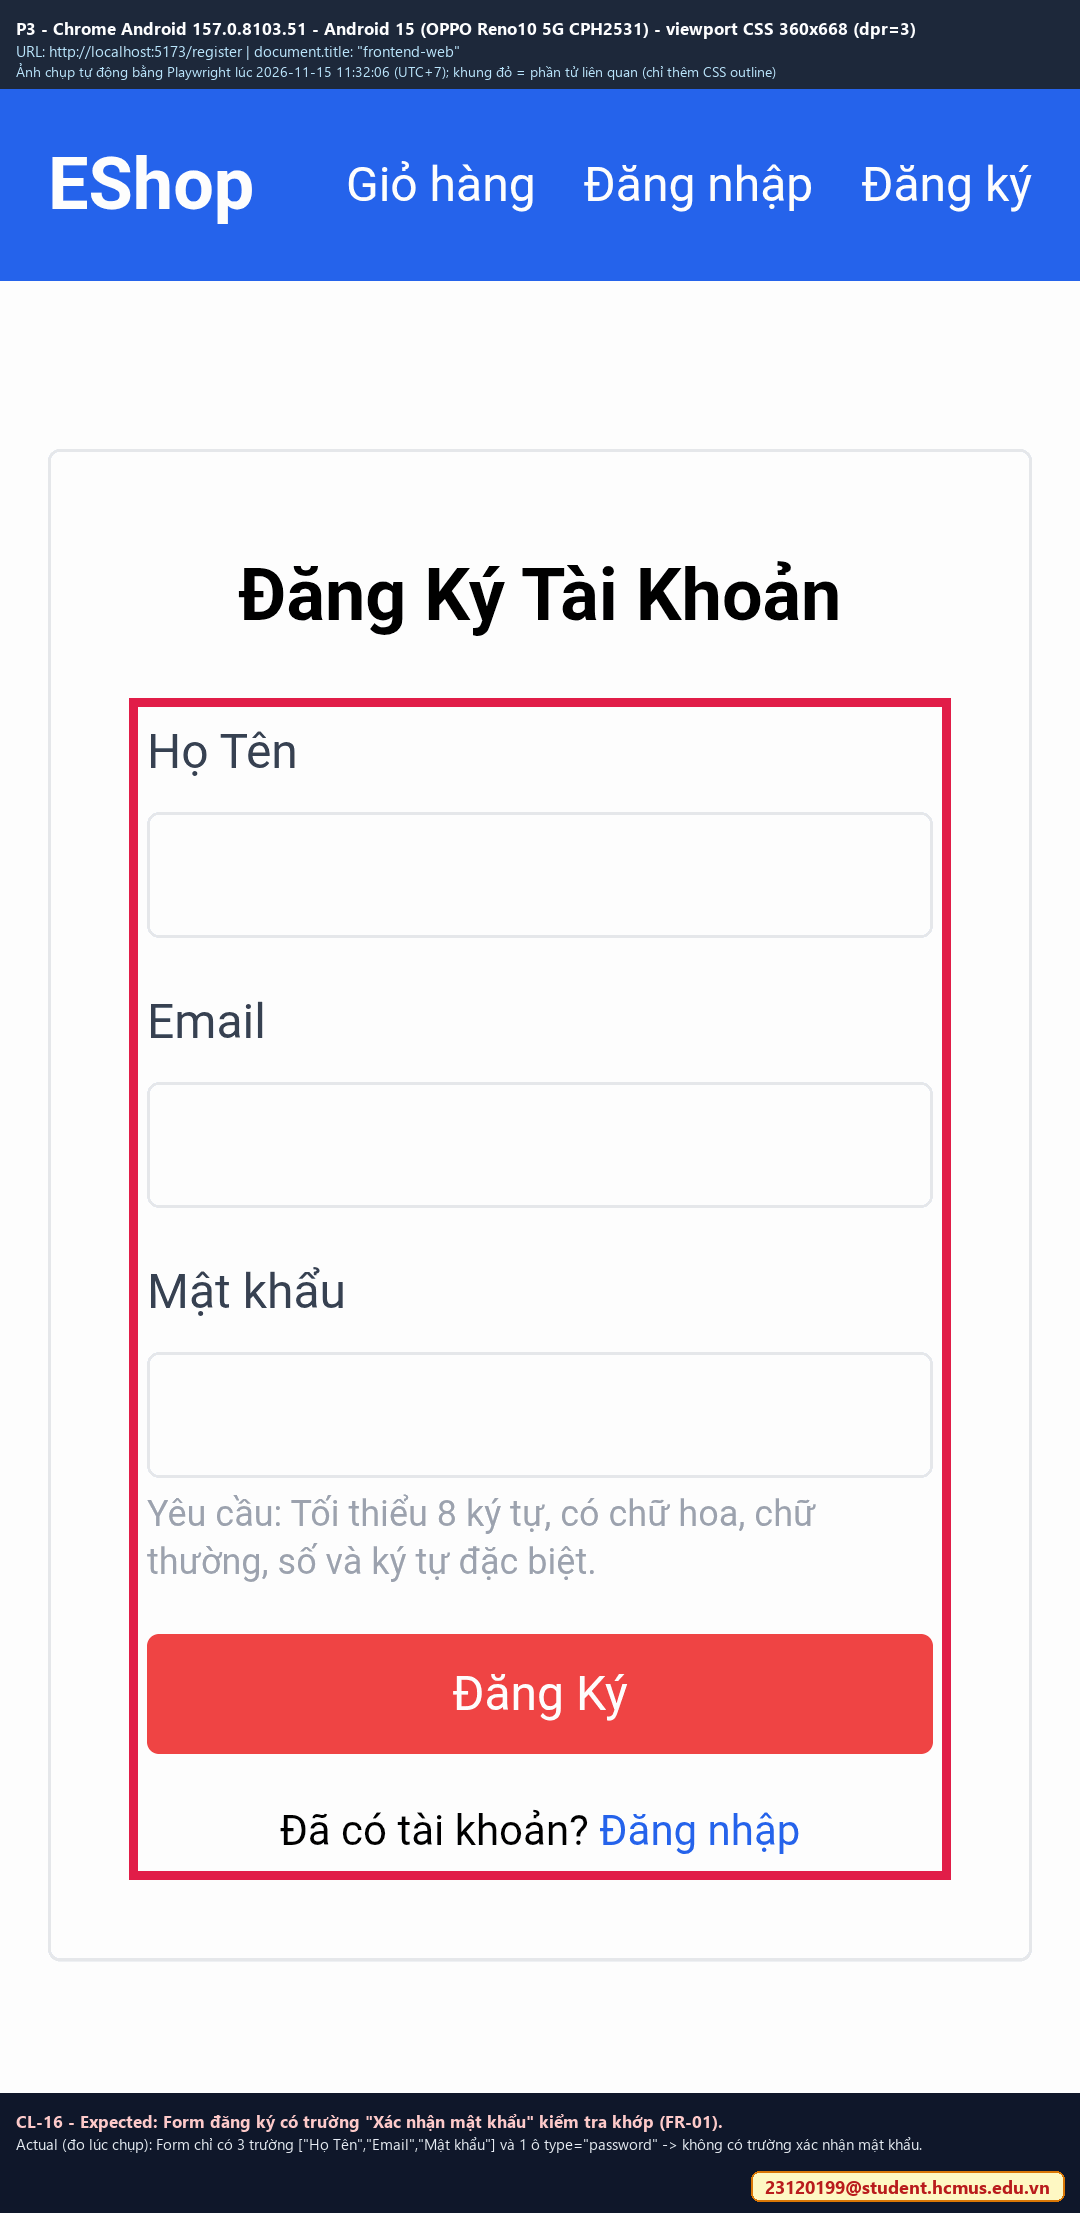 P3 - Chrome Android 157.0.8103.51 - Android 15 (OPPO Reno10 5G CPH2531) - viewport CSS 360x668 (dpr=3)
URL: http://localhost:5173/register | document.title: "frontend-web"
Ảnh chụp tự động bằng Playwright lúc 2026-11-15 11:32:06 (UTC+7); khung đỏ = phần tử liên quan (chỉ thêm CSS outline)
EShop Giỏ hàng Đăng nhập Đăng ký
Đăng Ký Tài Khoản
Họ Tên
Email
Mật khẩu
Yêu cầu: Tối thiểu 8 ký tự, có chữ hoa, chữ
thường, số và ký tự đặc biệt.
Đăng Ký
Đã có tài khoản? Đăng nhập
CL-16 - Expected: Form đăng ký có trường "Xác nhận mật khẩu" kiểm tra khớp (FR-01).
Actual (đo lúc chụp): Form chỉ có 3 trường ["Họ Tên","Email","Mật khẩu"] và 1 ô type="password" -> không có trường xác nhận mật khẩu.
23120199@student.hcmus.edu.vn